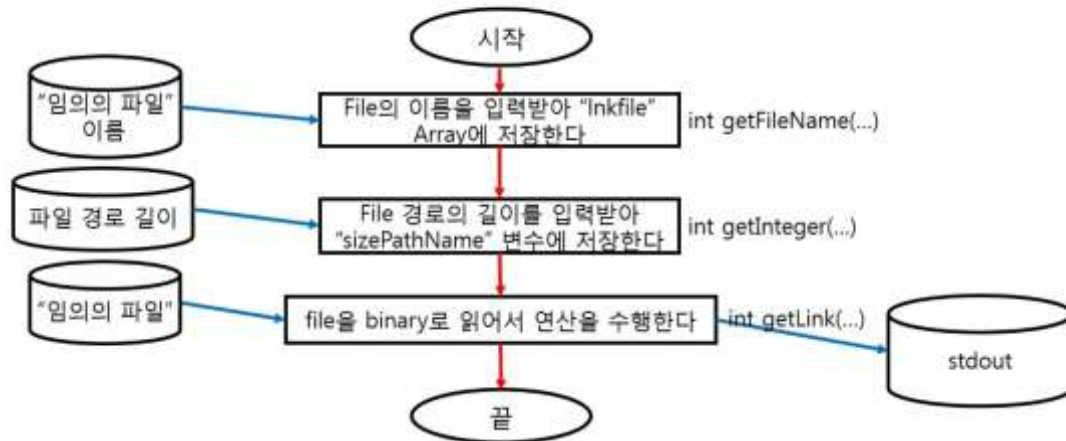 시작
"임의의 파일"
이름
File의 이름을 입력받아 "lnkfile"
Array에 저장한다
int getFileName(...)
파일 경로 길이
File 경로의 길이를 입력받아
"sizePathName" 변수에 저장한다
int getInteger(...)
"임의의 파일"
file을 binary로 읽어서 연산을 수행한다
int getLink(...)
stdout
끝